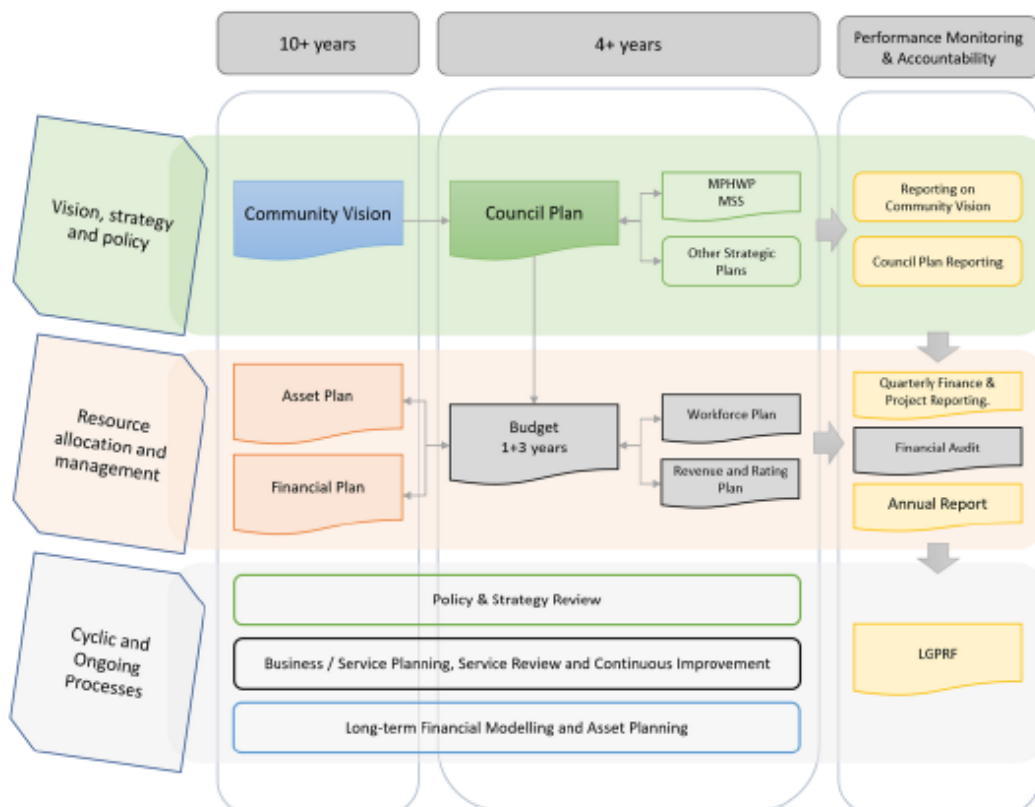 10+ years
4+ years
Performance Monitoring
& Accountability
Vision, strategy
and policy
Community Vision
Council Plan
MPHWP
MSS
Other Strategic
Plans
Reporting on
Community Vision
Council Plan Reporting
Resource
allocation and
management
Asset Plan
Financial Plan
Budget
1+3 years
Workforce Plan
Revenue and Rating
Plan
Quarterly Finance &
Project Reporting.
Financial Audit
Annual Report
Cyclic and
Ongoing
Processes
Policy & Strategy Review
Business / Service Planning, Service Review and Continuous Improvement
Long-term Financial Modelling and Asset Planning
LGPRF